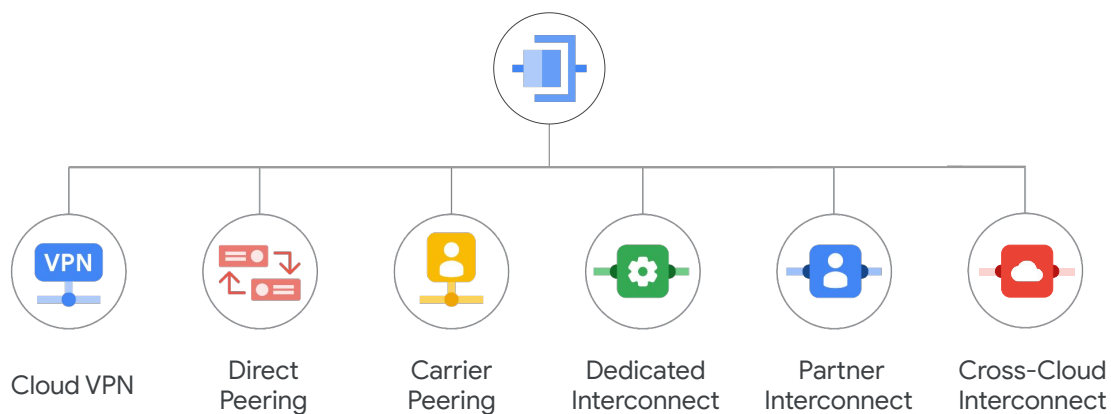 VPN
Cloud VPN
Direct
Peering
Carrier
Peering
Dedicated
Interconnect
Partner
Interconnect
Cross-Cloud
Interconnect